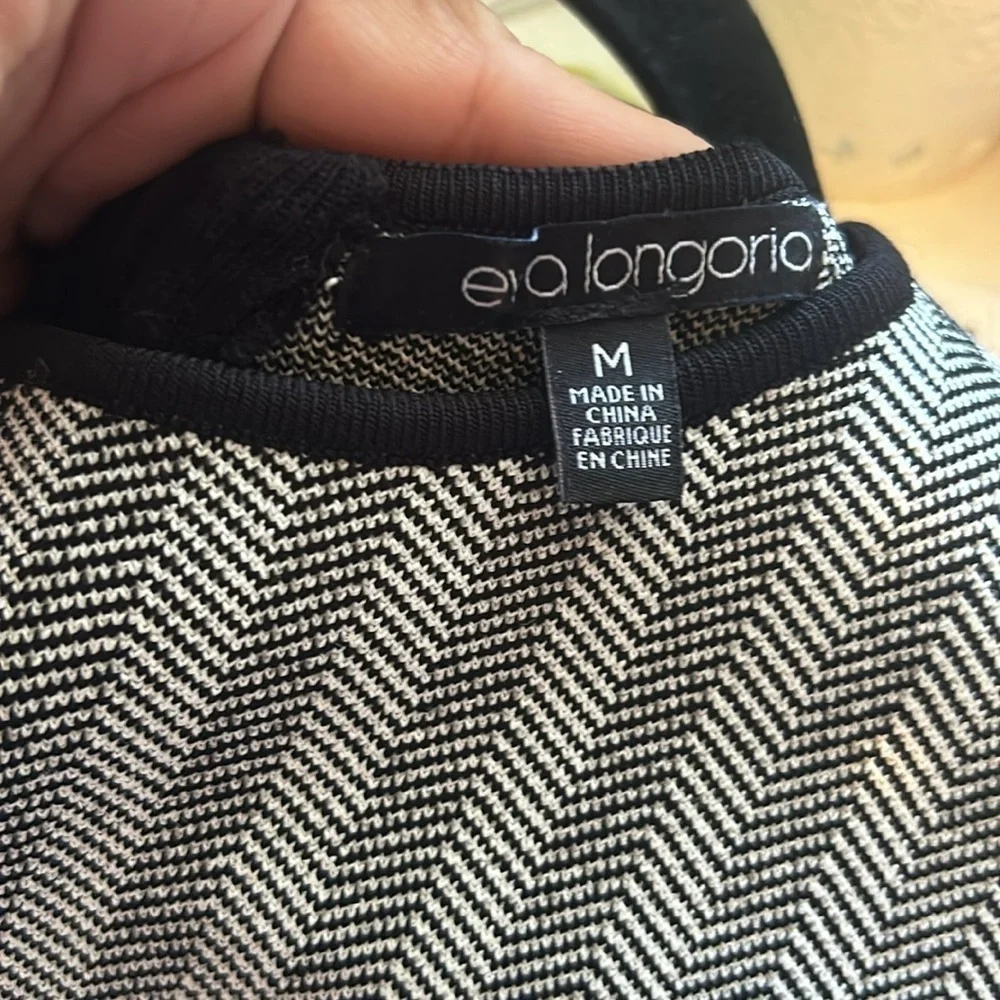 eva longoria
M
MADE IN
CHINA
FABRIQUE
EN CHINE